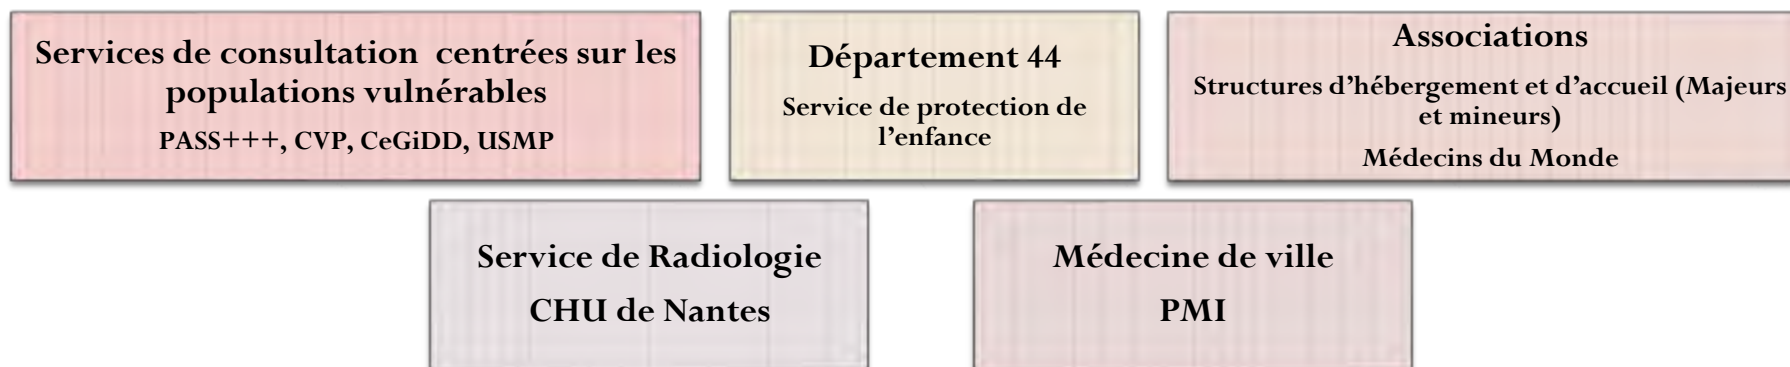 Services de consultation centrées sur les
populations vulnérables
PASS+++, CVP, CeGiDD, USMP
Département 44
Service de protection de
l'enfance
Associations
Structures d'hébergement et d'accueil (Majeurs
et mineurs)
Médecins du Monde
Service de Radiologie
CHU de Nantes
Médecine de ville
PMI